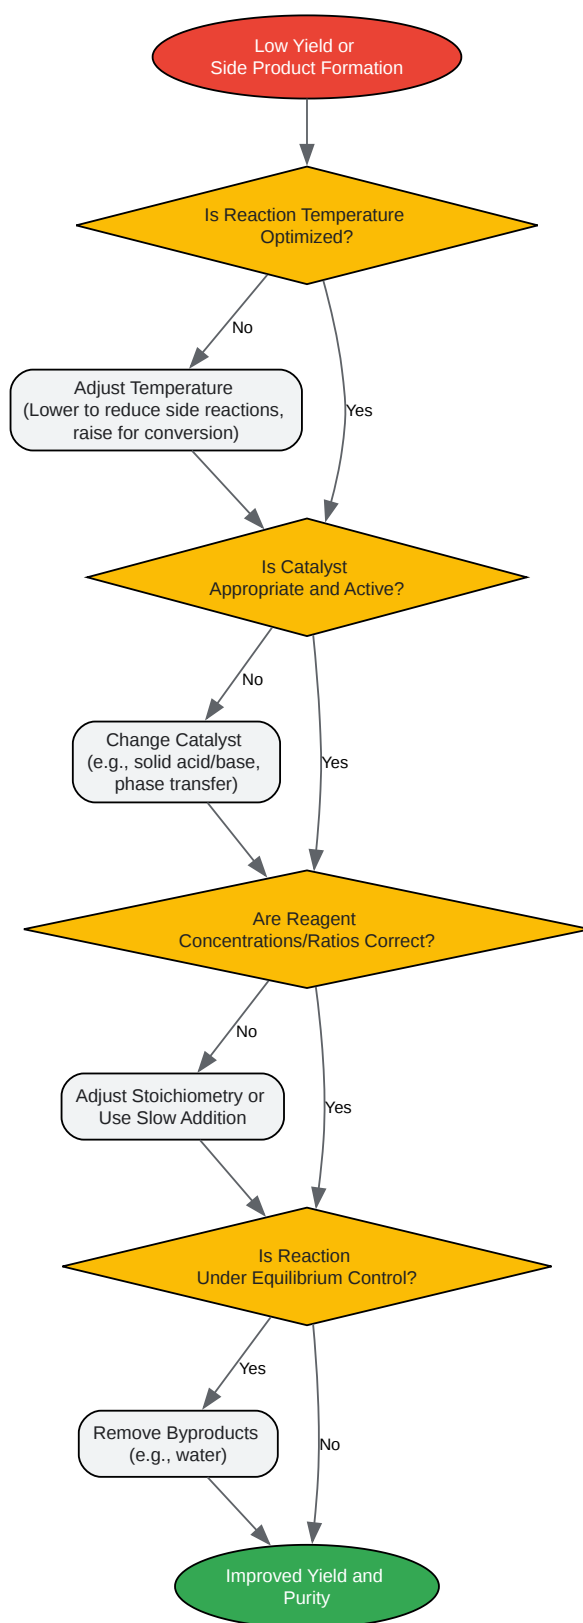 Low Yield or
Side Product Formation
Is Reaction Temperature
Optimized?
No
Adjust Temperature
(Lower to reduce side reactions,
raise for conversion)
Yes
Is Catalyst
Appropriate and Active?
No
Change Catalyst
(e.g., solid acid/base,
phase transfer)
Yes
Are Reagent
Concentrations/Ratios Correct?
No
Adjust Stoichiometry or
Use Slow Addition
Yes
Is Reaction
Under Equilibrium Control?
Yes
Remove Byproducts
(e.g., water)
No
Improved Yield and
Purity